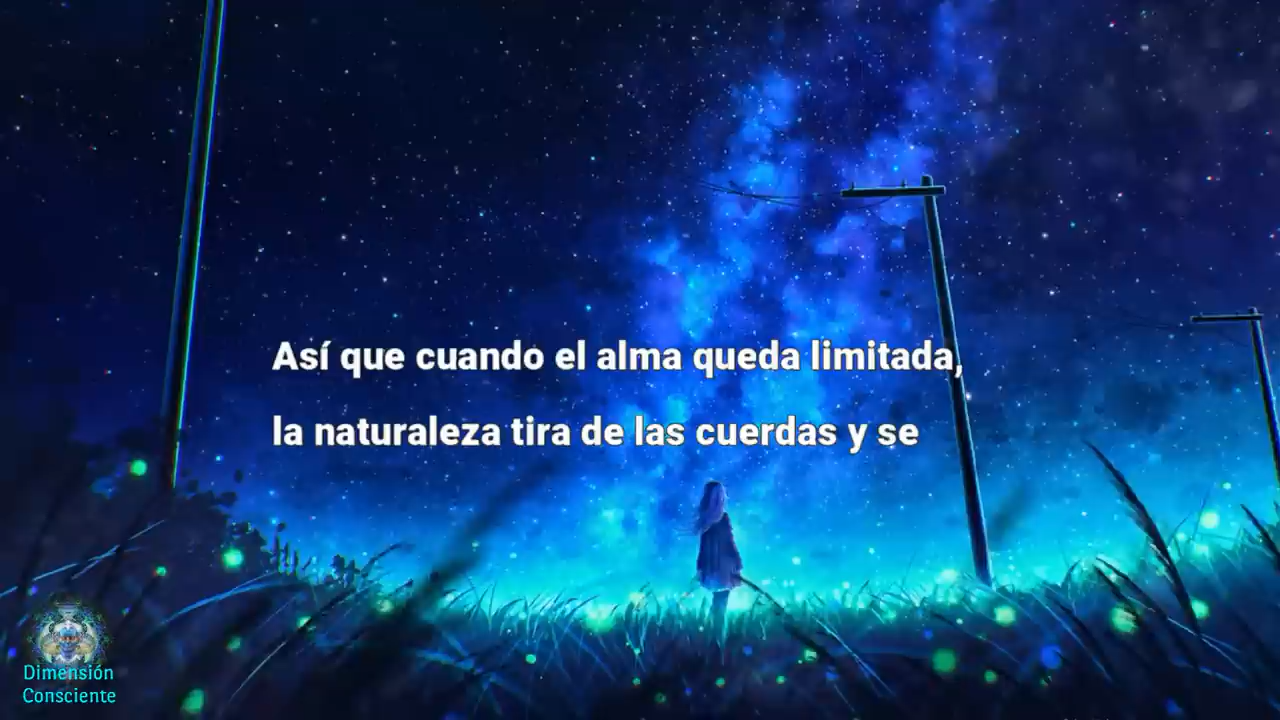 Así que cuando el alma queda limitada,
la naturaleza tira de las cuerdas y se
Dimensión
Consciente